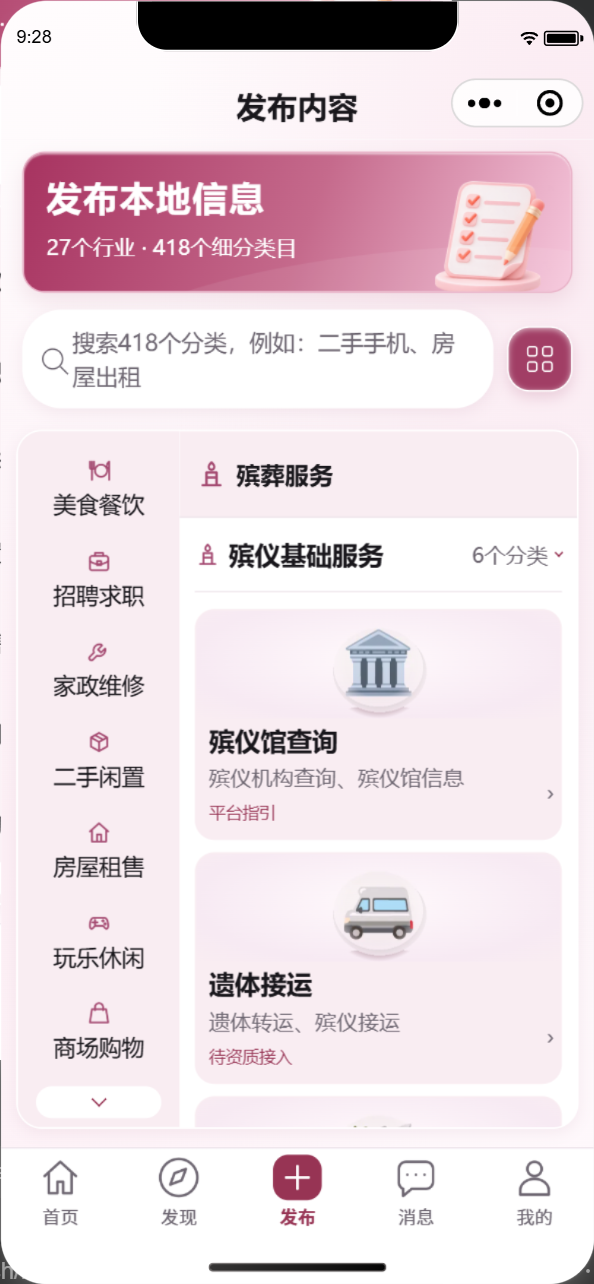 9:28
发布内容
发布本地信息
27个行业 · 418个细分类目
搜索418个分类，例如：二手手机、房
屋出租
美食餐饮
招聘求职
家政维修
二手闲置
房屋租售
玩乐休闲
商场购物
殡葬服务
殡仪基础服务
6个分类
殡仪馆查询
殡仪机构查询、殡仪馆信息
平台指引
遗体接运
遗体转运、殡仪接运
待资质接入
首页
发现
发布
消息
我的